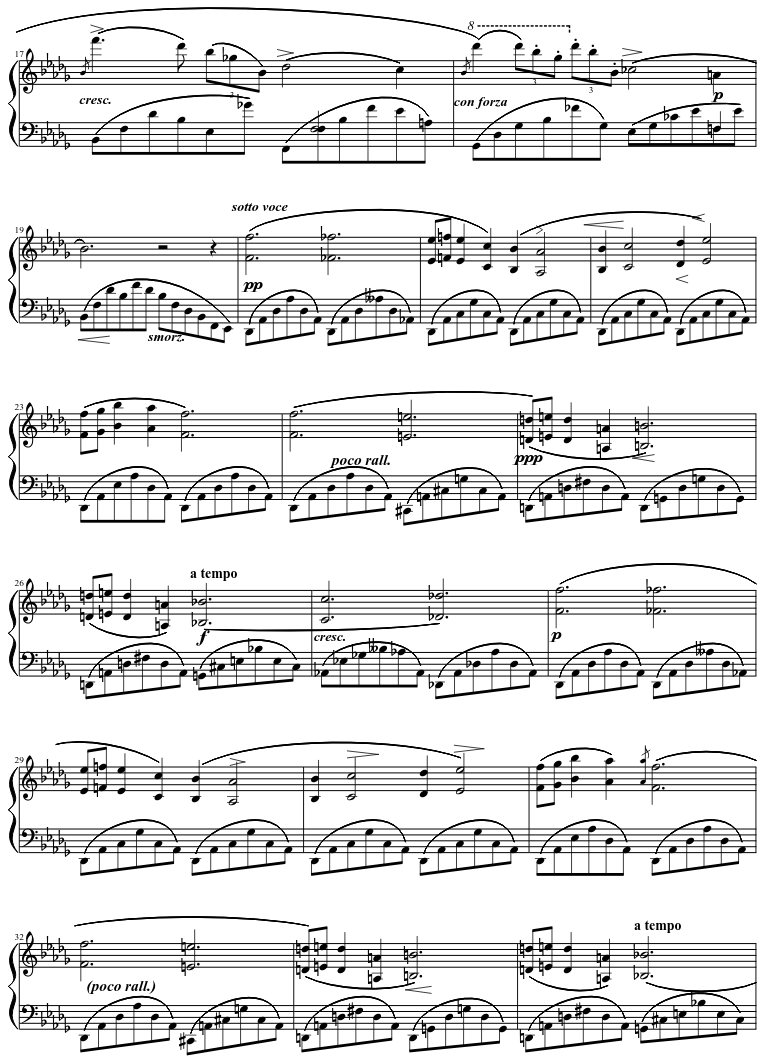 8
17
cresc.
3
con forza
3
3
p
sotto voce
19
pp
smorz.
23
poco rall.
ppp
a tempo
26
f
cresc.
p
29
a tempo
32
(poco rall.)